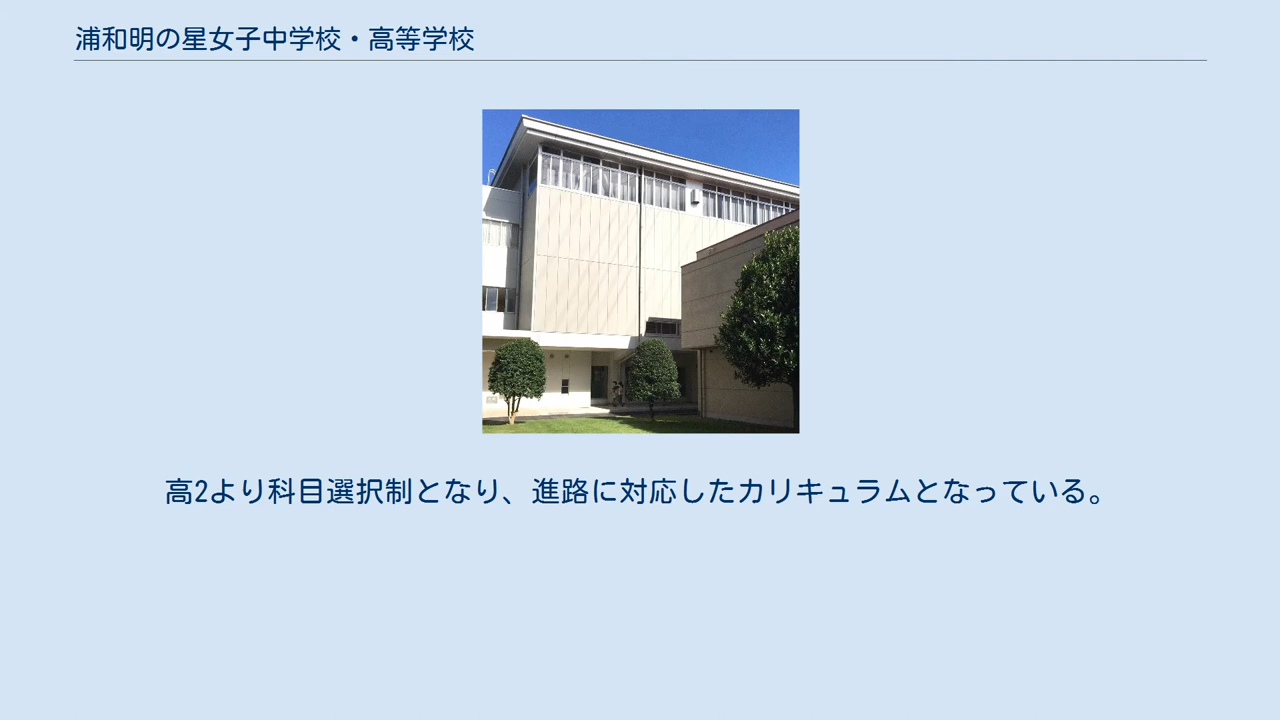 浦和明の星女子中学校・高等学校
高2より科目選択制となり、進路に対応したカリキュラムとなっている。